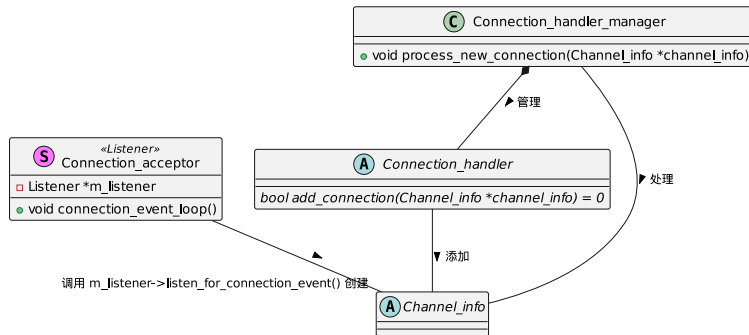 C Connection_handler_manager
void process_new_connection(Channel_info *channel_info)
管理
S «Listener»
Connection_acceptor
Listener *m_listener
void connection_event_loop()
A Connection_handler
bool add_connection(Channel_info *channel_info) = 0
处理
添加
调用 m_listener->listen_for_connection_event() 创建
A Channel_info